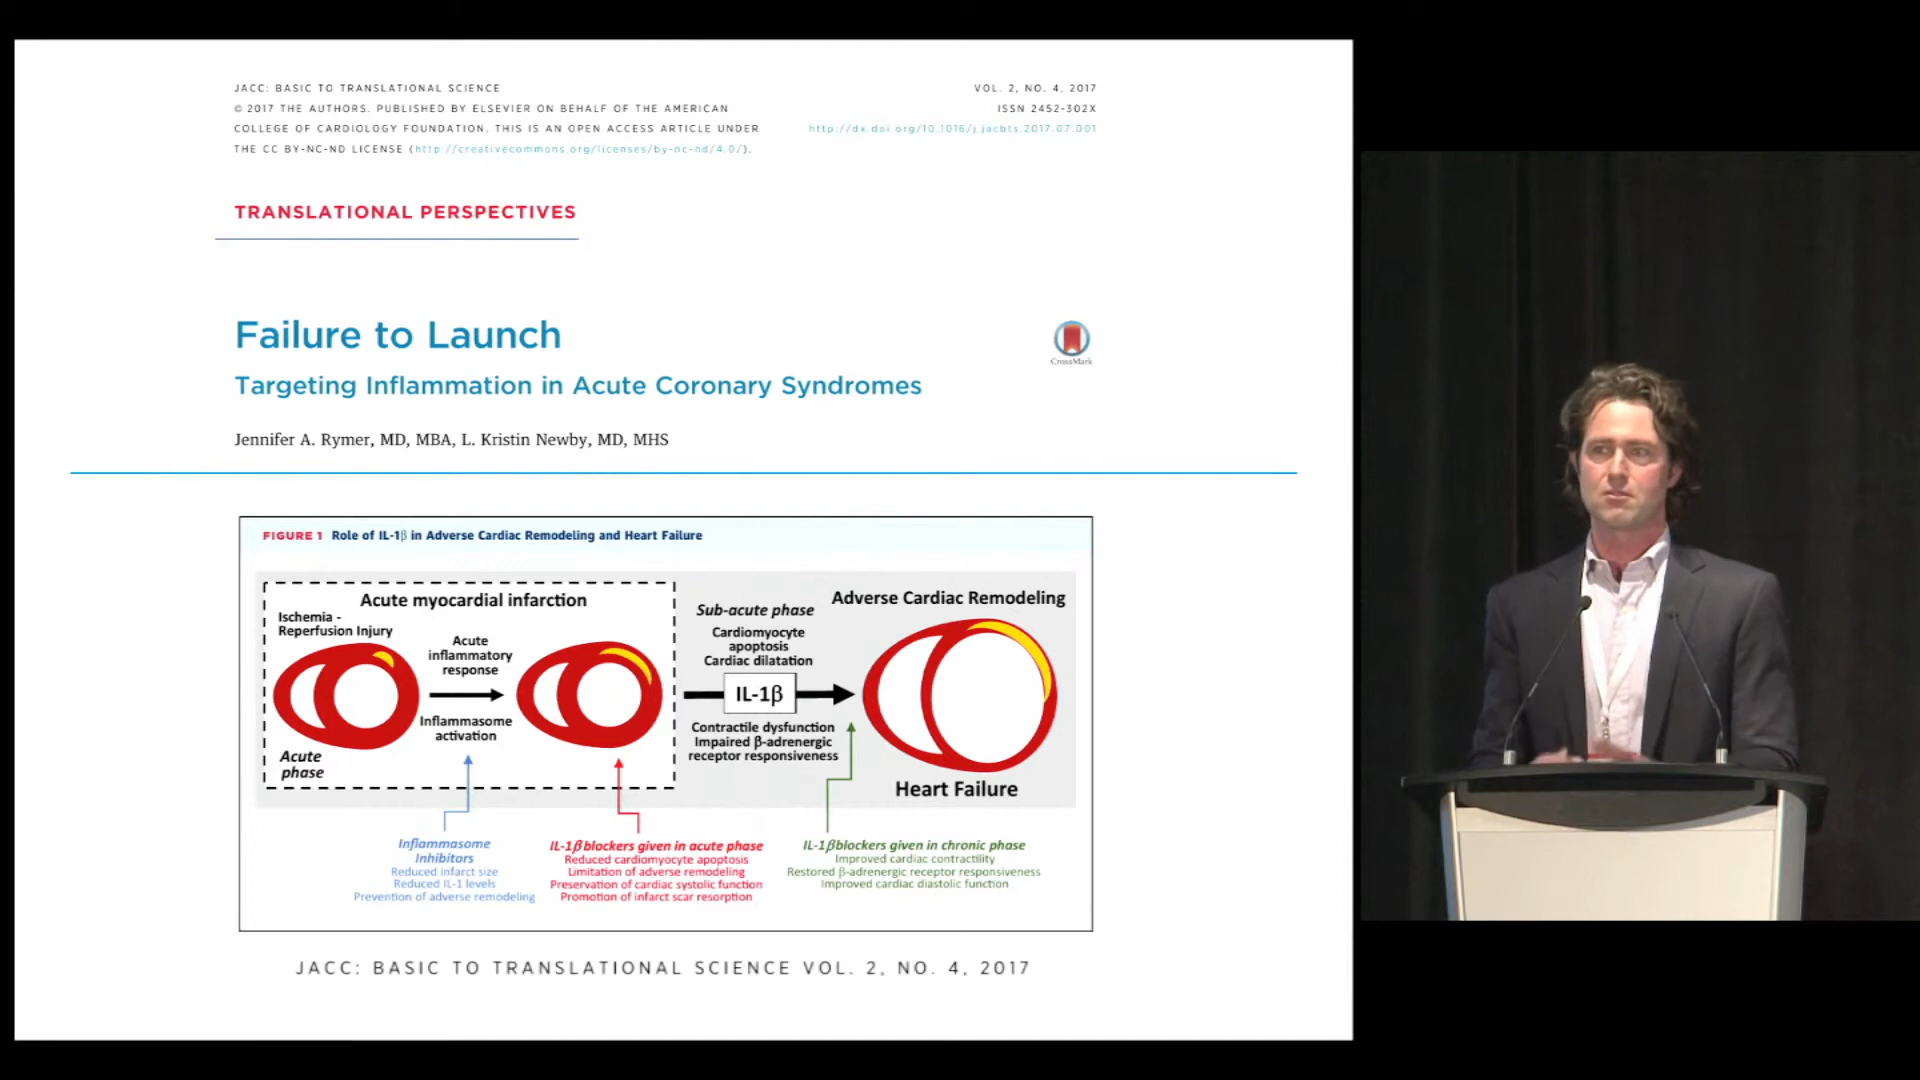 JACC: BASIC TO TRANSLATIONAL SCIENCE
© 2017 THE AUTHORS. PUBLISHED BY ELSEVIER ON BEHALF OF THE AMERICAN
COLLEGE OF CARDIOLOGY FOUNDATION. THIS IS AN OPEN ACCESS ARTICLE UNDER
THE CC BY-NC-ND LICENSE (http://creativecommons.org/licenses/by-nc-nd/4.0/).
VOL. 2, NO. 4, 2017
ISSN 2452-302X
http://dx.doi.org/10.1016/j.jacbts.2017.07.001
TRANSLATIONAL PERSPECTIVES
Failure to Launch
CrossMark
Targeting Inflammation in Acute Coronary Syndromes
Jennifer A. Rymer, MD, MBA, L. Kristin Newby, MD, MHS
FIGURE 1 Role of IL-1β in Adverse Cardiac Remodeling and Heart Failure
Acute myocardial infarction
Ischemia -
Reperfusion Injury
Acute
inflammatory
response
Inflammasome
activation
Acute
phase
Sub-acute phase
Cardiomyocyte
apoptosis
Cardiac dilatation
IL-1β
Contractile dysfunction
Impaired β-adrenergic
receptor responsiveness
Adverse Cardiac Remodeling
Heart Failure
Inflammasome
Inhibitors
Reduced infarct size
Reduced IL-1 levels
Prevention of adverse remodeling
IL-1β blockers given in acute phase
Reduced cardiomyocyte apoptosis
Limitation of adverse remodeling
Preservation of cardiac systolic function
Promotion of infarct scar resorption
IL-1β blockers given in chronic phase
Improved cardiac contractility
Restored β-adrenergic receptor responsiveness
Improved cardiac diastolic function
JACC: BASIC TO TRANSLATIONAL SCIENCE VOL. 2, NO. 4, 2017